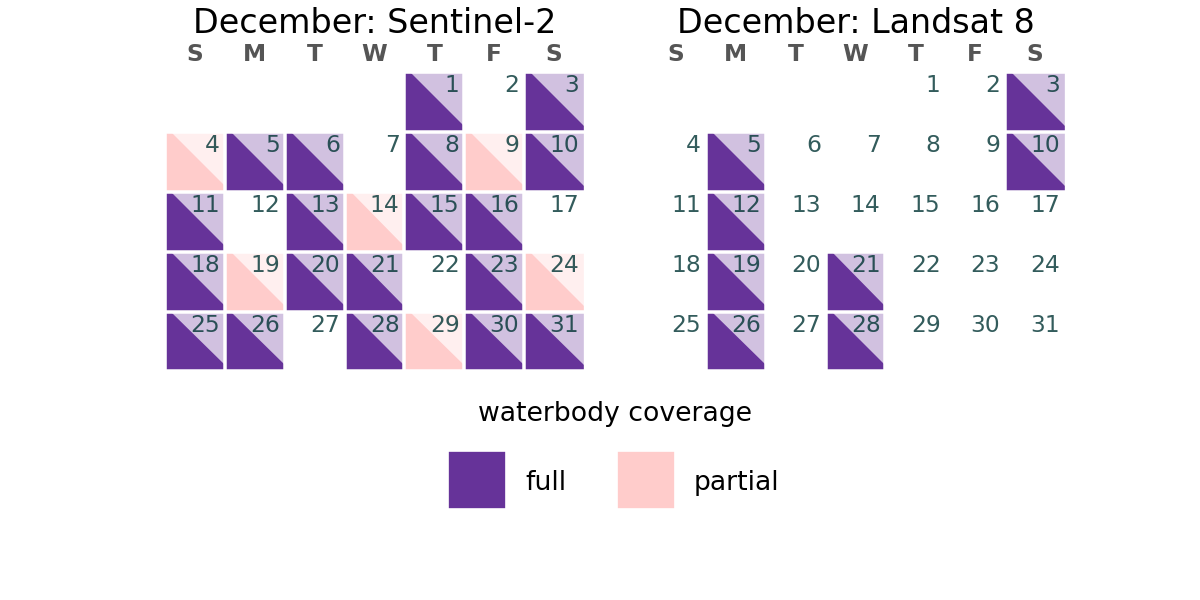 December: Sentinel-2
S M T W T F S
1 2 3
4 5 6 7 8 9 10
11 12 13 14 15 16 17
18 19 20 21 22 23 24
25 26 27 28 29 30 31
December: Landsat 8
S M T W T F S
1 2 3
4 5 6 7 8 9 10
11 12 13 14 15 16 17
18 19 20 21 22 23 24
25 26 27 28 29 30 31
waterbody coverage
full partial